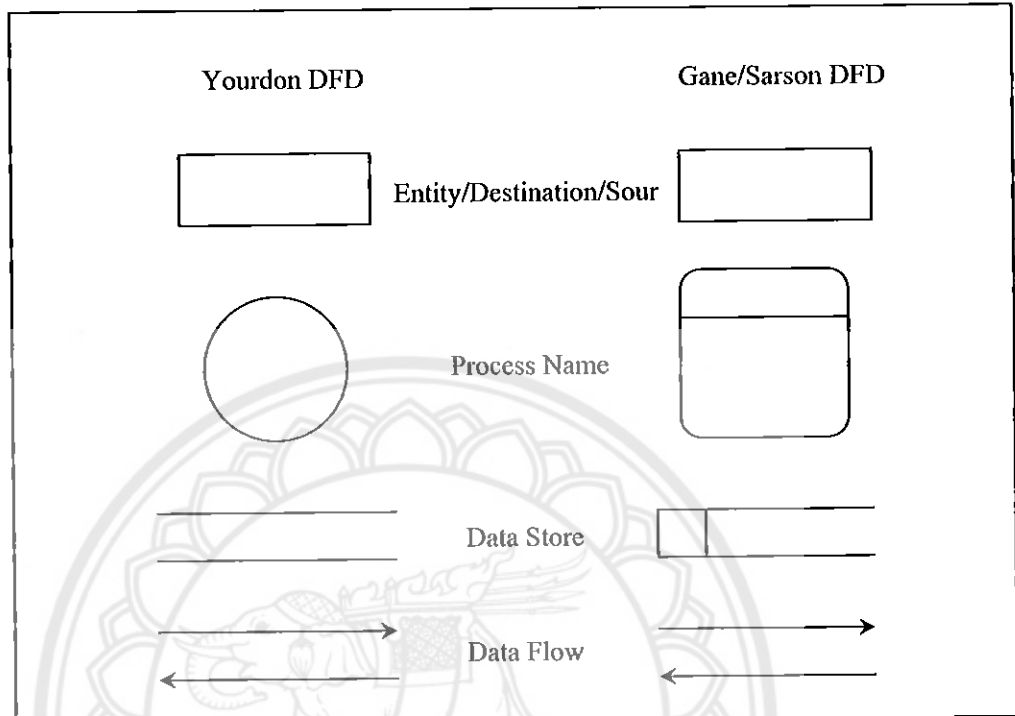 Yourdon DFD
Gane/Sarson DFD
Entity/Destination/Sour
Process Name
Data Store
Data Flow